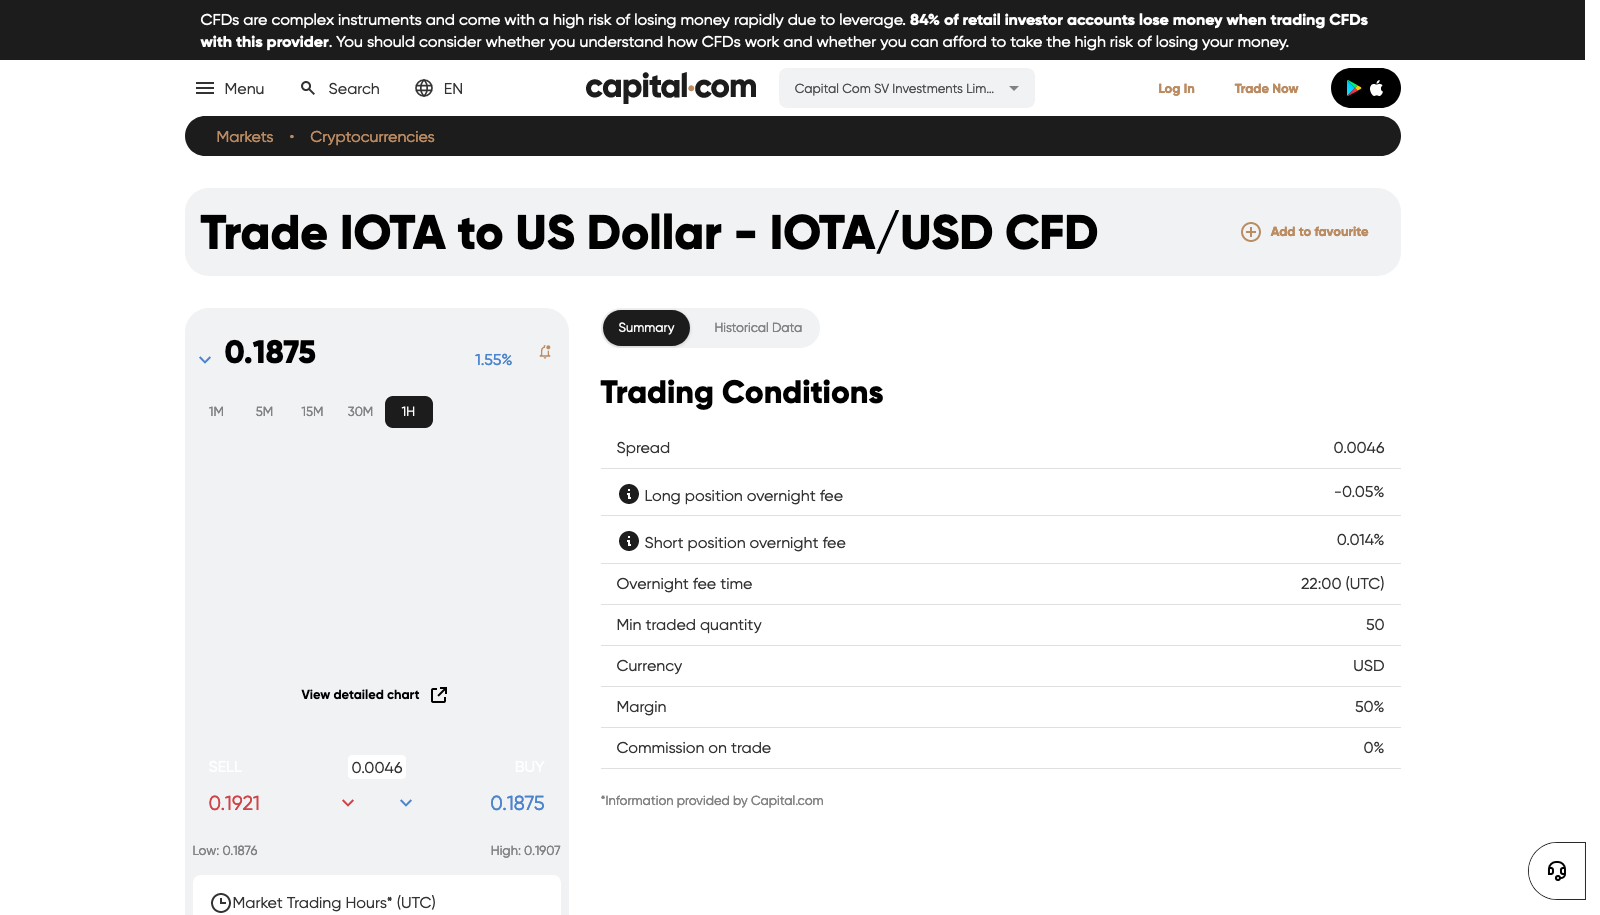 CFDs are complex instruments and come with a high risk of losing money rapidly due to leverage. 84% of retail investor accounts lose money when trading CFDs
with this provider. You should consider whether you understand how CFDs work and whether you can afford to take the high risk of losing your money.
Menu Search EN capital.com Capital Com SV Investments Lim... Log In Trade Now
Markets • Cryptocurrencies
Trade IOTA to US Dollar - IOTA/USD CFD Add to favourite
0.1875 1.55%
1M 5M 15M 30M 1H
View detailed chart
SELL 0.0046 BUY
0.1921 0.1875
Low: 0.1876 High: 0.1907
Market Trading Hours* (UTC)
Summary Historical Data
Trading Conditions
Spread 0.0046
Long position overnight fee -0.05%
Short position overnight fee 0.014%
Overnight fee time 22:00 (UTC)
Min traded quantity 50
Currency USD
Margin 50%
Commission on trade 0%
*Information provided by Capital.com